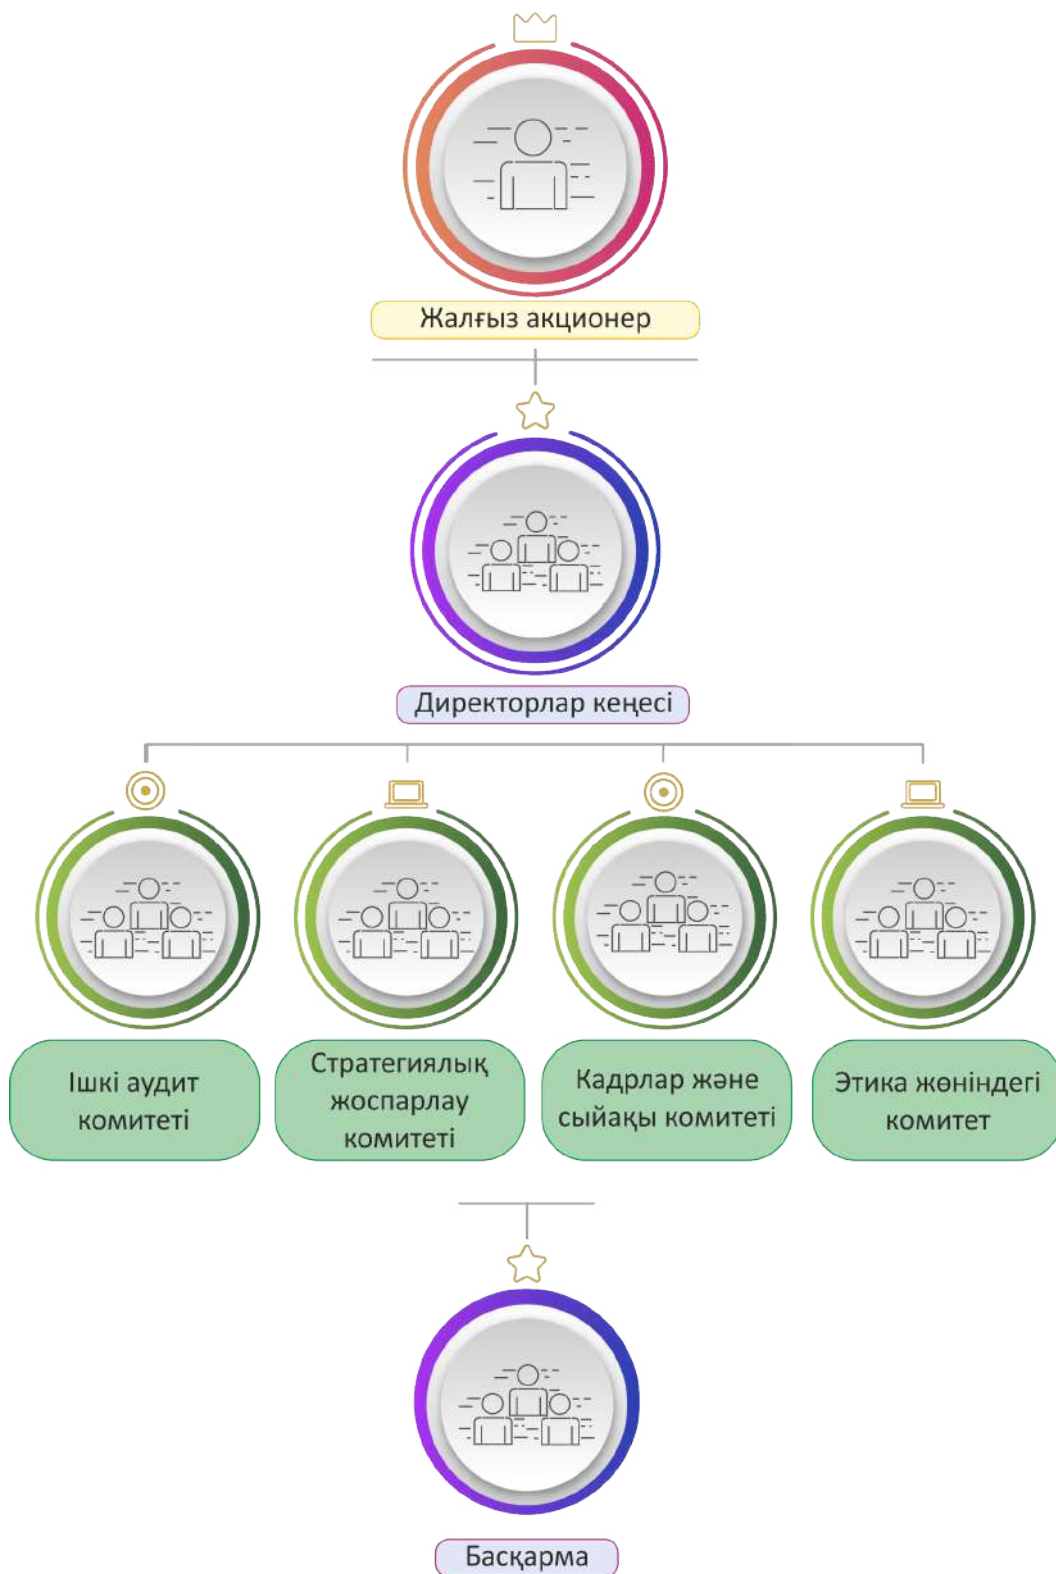 Жалғыз акционер
Директорлар кеңесі
Ішкі аудит
комитеті
Стратегиялық
жоспарлау
комитеті
Кадрлар және
сыйақы комитеті
Этика жөніндегі
комитет
Басқарма